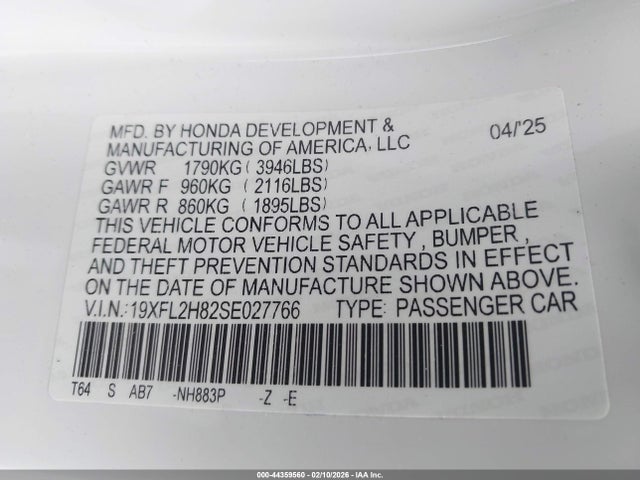 MFD. BY HONDA DEVELOPMENT & 04/'25
MANUFACTURING OF AMERICA, LLC
GVWR 1790KG ( 3946LBS)
GAWR F 960KG ( 2116LBS)
GAWR R 860KG ( 1895LBS)
THIS VEHICLE CONFORMS TO ALL APPLICABLE
FEDERAL MOTOR VEHICLE SAFETY , BUMPER ,
AND THEFT PREVENTION STANDARDS IN EFFECT
ON THE DATE OF MANUFACTURE SHOWN ABOVE.
V.I.N.:19XFL2H82SE027766 TYPE: PASSENGER CAR
T64 S AB7 -NH883P -Z -E
000-44359560 - 02/10/2026 - IAA Inc.